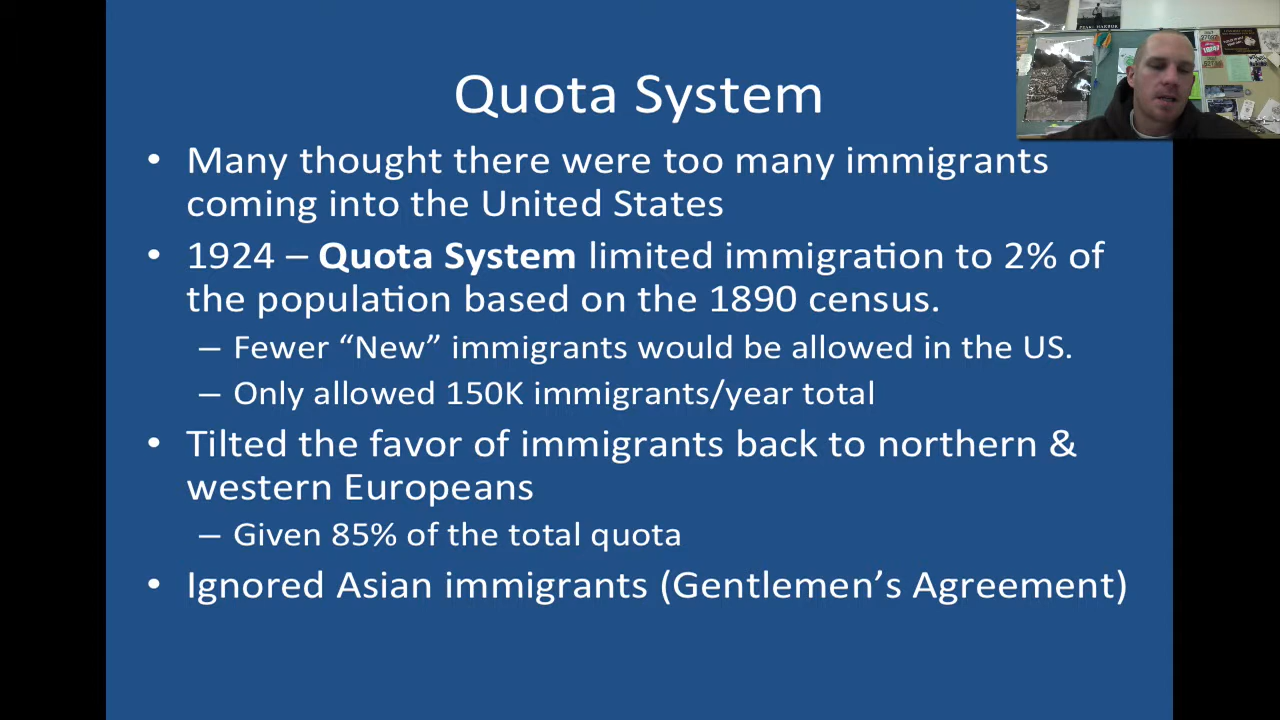 Quota System
• Many thought there were too many immigrants
coming into the United States
• 1924 – Quota System limited immigration to 2% of
the population based on the 1890 census.
– Fewer “New” immigrants would be allowed in the US.
– Only allowed 150K immigrants/year total
• Tilted the favor of immigrants back to northern &
western Europeans
– Given 85% of the total quota
• Ignored Asian immigrants (Gentlemen’s Agreement)